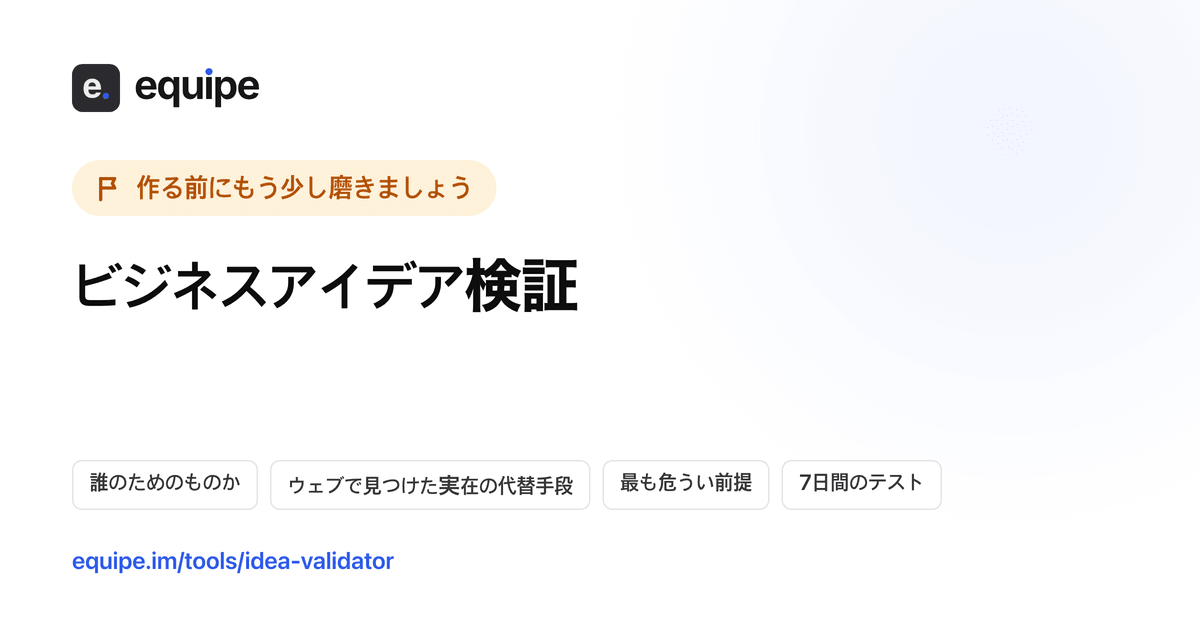 e.
equipe
作る前にもう少し磨きましょう
ビジネスアイデア検証
誰のためのものか
ウェブで見つけた実在の代替手段
最も危うい前提
7日間のテスト
equipe.im/tools/idea-validator